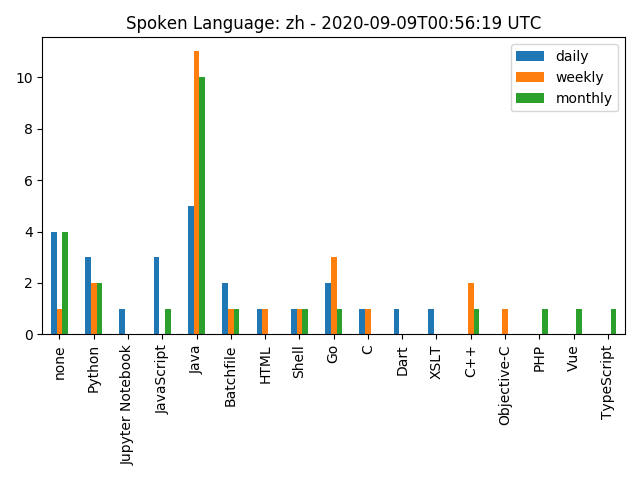 Spoken Language: zh - 2020-09-09T00:56:19 UTC
daily
weekly
monthly
10
8
6
4
2
0
none
Python
Jupyter Notebook
JavaScript
Java
Batchfile
HTML
Shell
Go
C
Dart
XSLT
C++
Objective-C
PHP
Vue
TypeScript